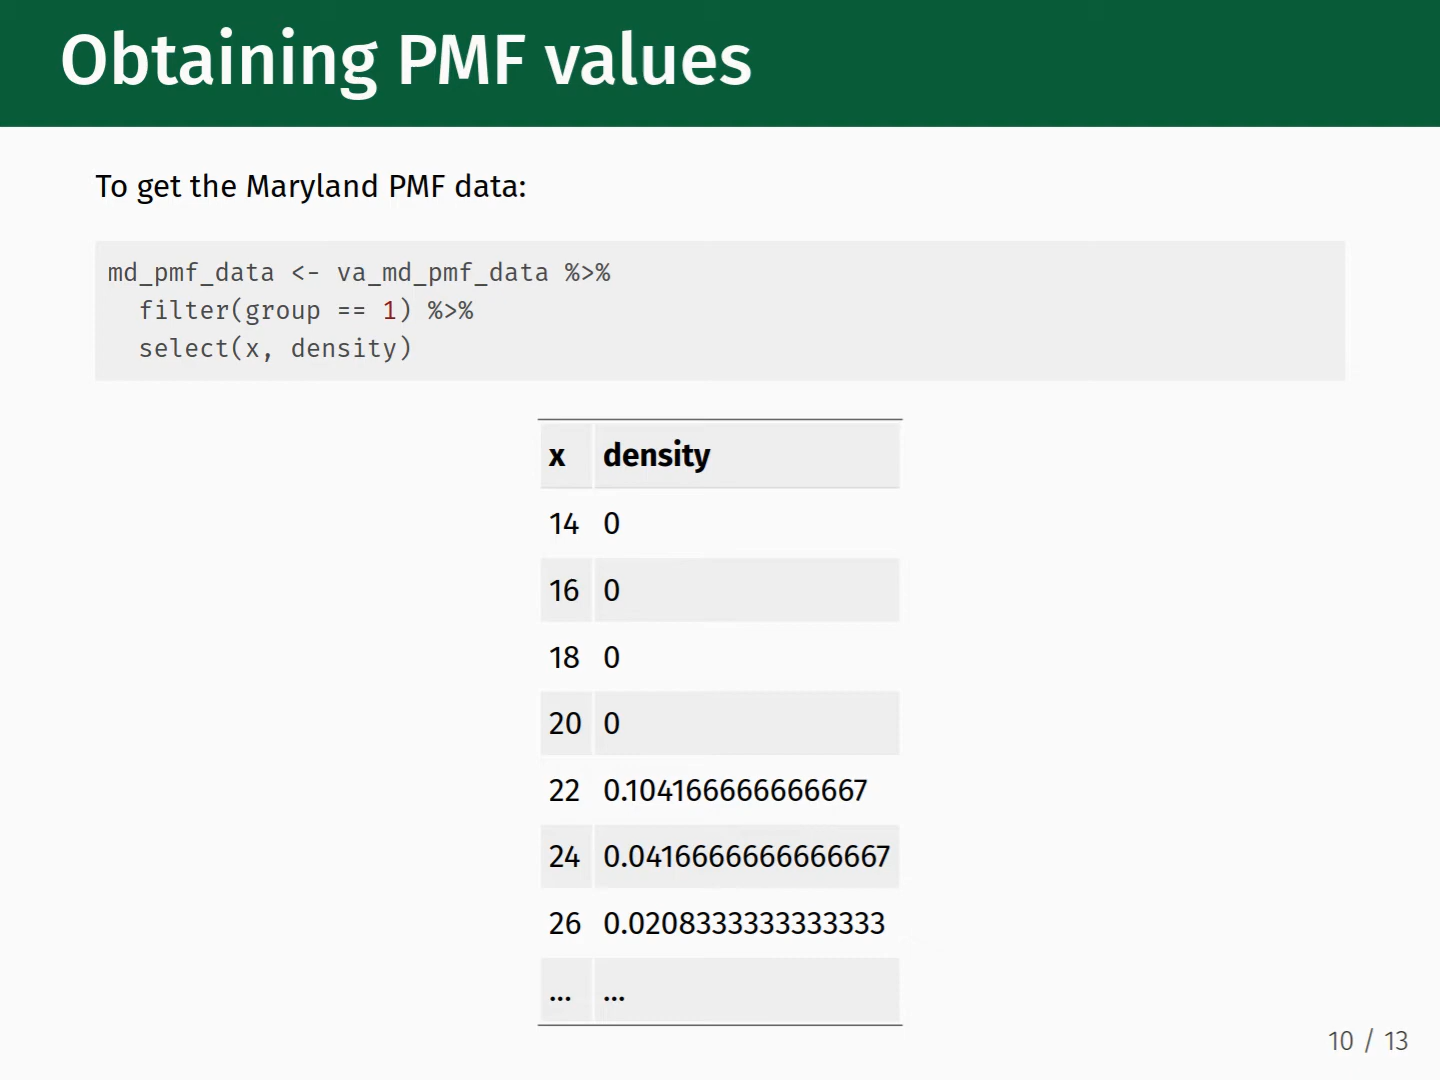 Obtaining PMF values
To get the Maryland PMF data:
md_pmf_data <- va_md_pmf_data %>%
  filter(group == 1) %>%
  select(x, density)
x density
14 0
16 0
18 0
20 0
22 0.104166666666667
24 0.0416666666666667
26 0.0208333333333333
... ...
10 / 13